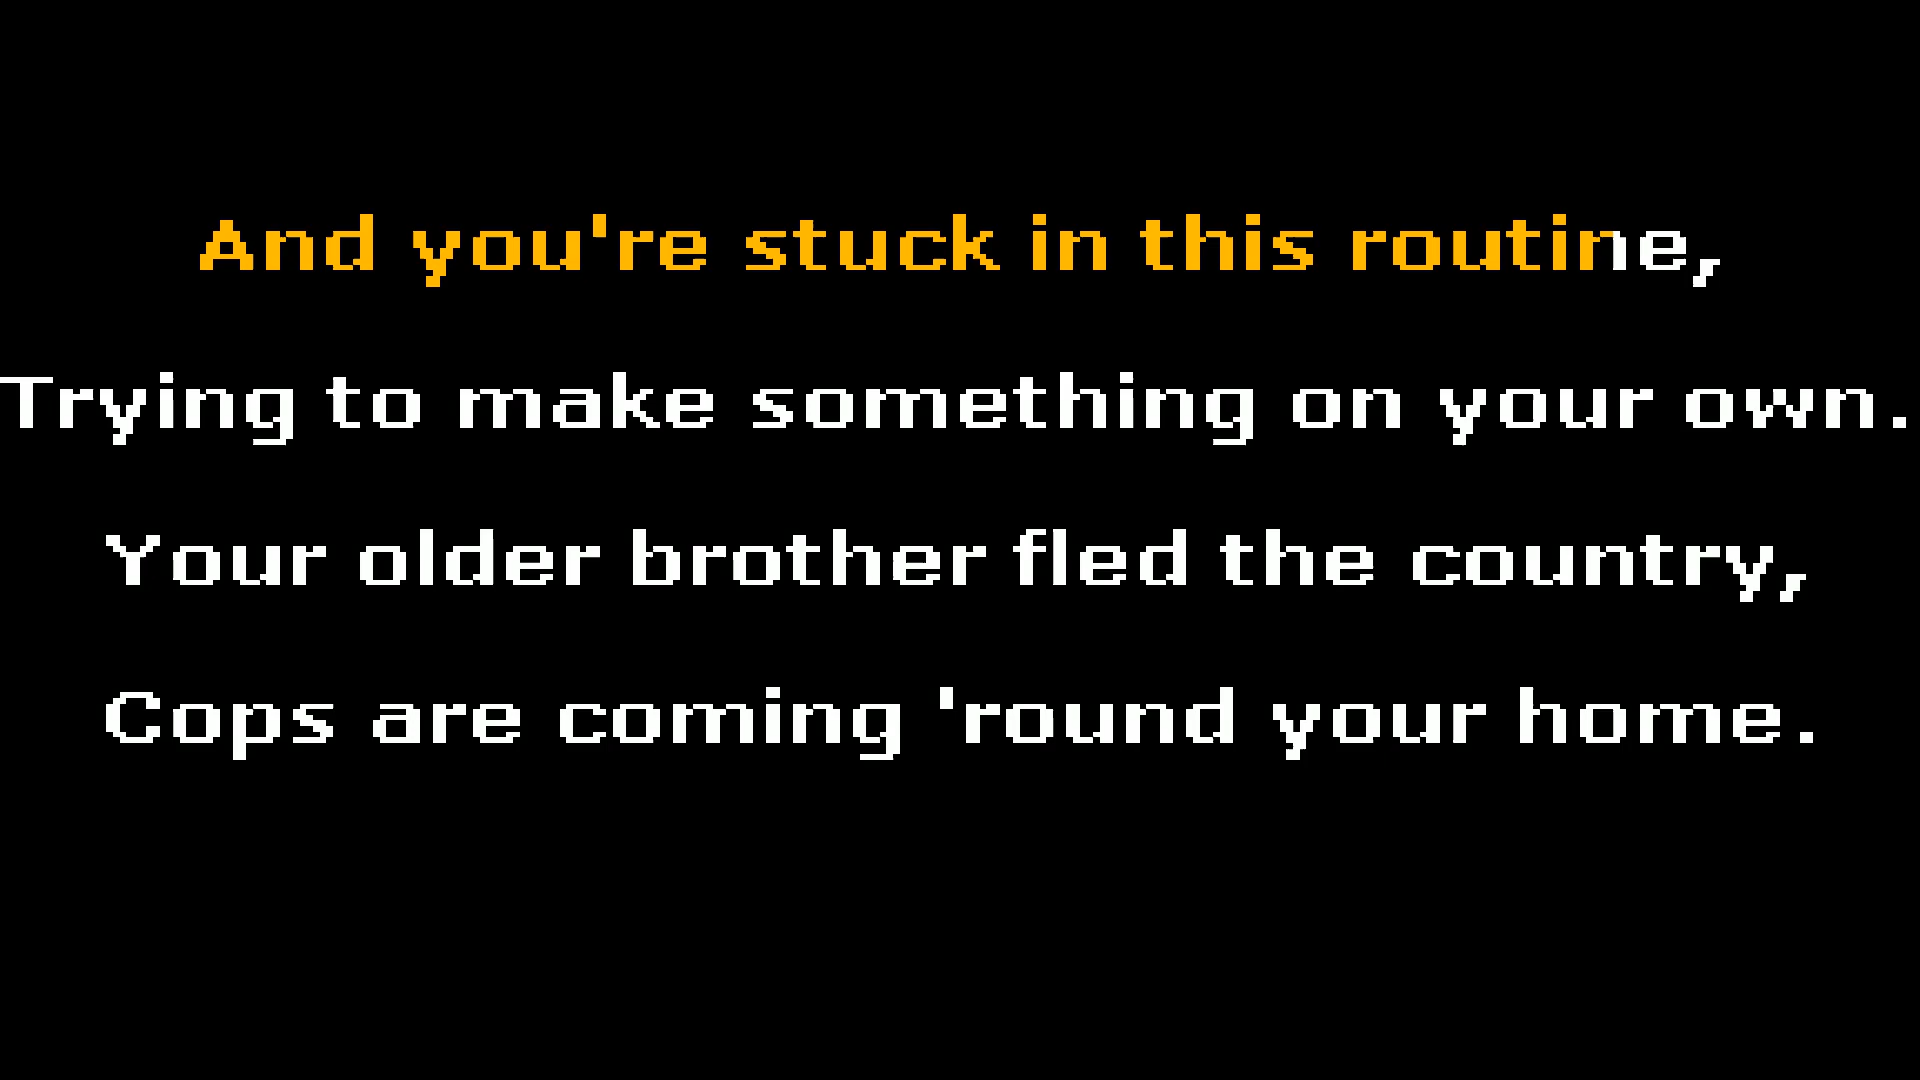 And you're stuck in this routine,
Trying to make something on your own.
Your older brother fled the country,
Cops are coming 'round your home.